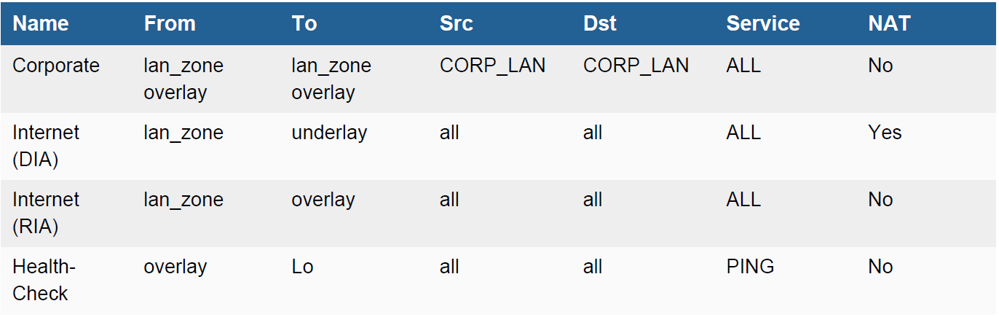 Name From To Src Dst Service NAT
Corporate lan_zone lan_zone CORP_LAN CORP_LAN ALL No
overlay overlay
Internet lan_zone underlay all all ALL Yes
(DIA)
Internet lan_zone overlay all all ALL No
(RIA)
Health- overlay Lo all all PING No
Check